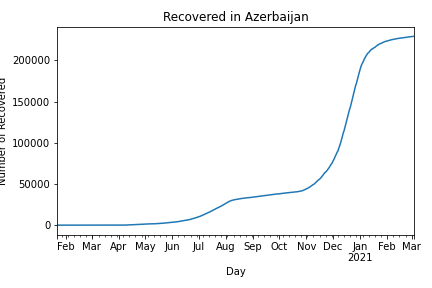 Recovered in Azerbaijan
Number of Recovered
200000
150000
100000
50000
0
Feb Mar Apr May Jun Jul Aug Sep Oct Nov Dec Jan Feb Mar
2021
Day